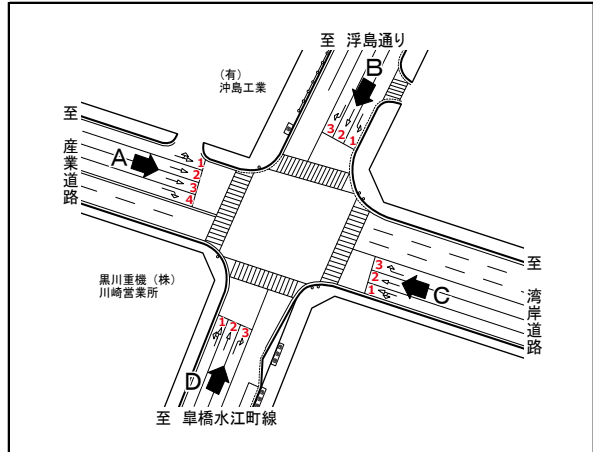 至 浮島通り
(有)
沖島工業
B
3 2 1
至 産業道路
A
1
2
3
4
至 湾岸道路
3
2
1
C
黒川重機(株)
川崎営業所
1 2 3
D
至 皐橋水江町線